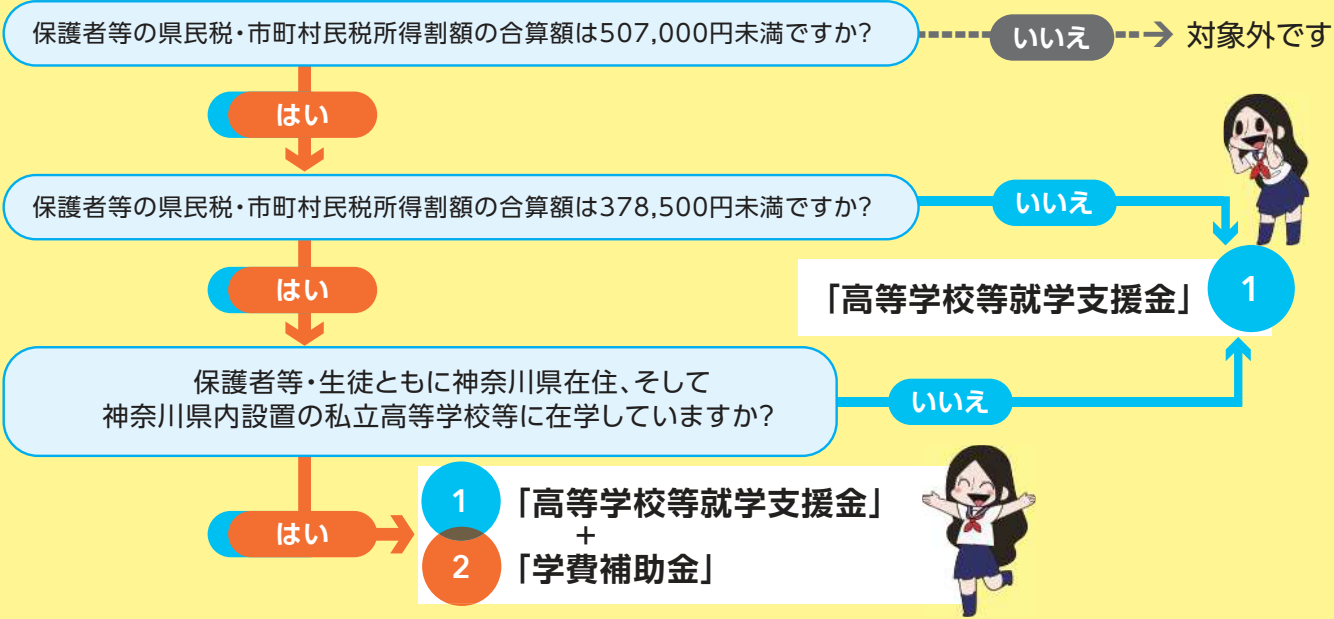 保護者等の県民税・市町村民税所得割額の合算額は507,000円未満ですか?
いいえ
対象外です
はい
保護者等の県民税・市町村民税所得割額の合算額は378,500円未満ですか?
いいえ
はい
「高等学校等就学支援金」
1
保護者等・生徒ともに神奈川県在住、そして
神奈川県内設置の私立高等学校等に在学していますか?
いいえ
はい
1
「高等学校等就学支援金」
+
2
「学費補助金」